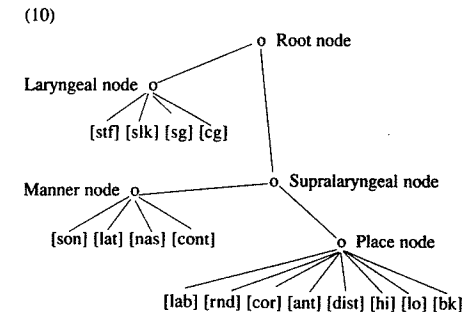 (10)
o Root node
Laryngeal node o
[stf] [slk] [sg] [cg]
Manner node o
o Supralaryngeal node
[son] [lat] [nas] [cont]
o Place node
[lab] [rnd] [cor] [ant] [dist] [hi] [lo] [bk]